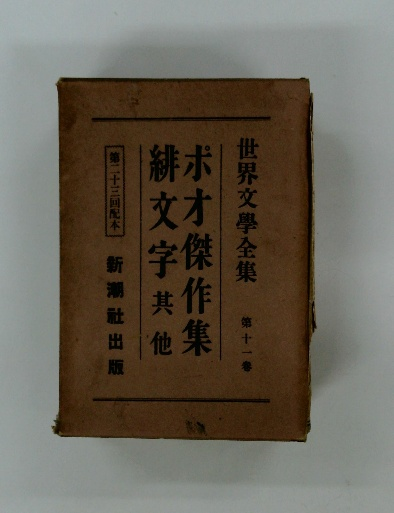 世界文學全集 第十一卷
ポオ傑作集
緋文字 其他
第二十三回配本
新潮社出版